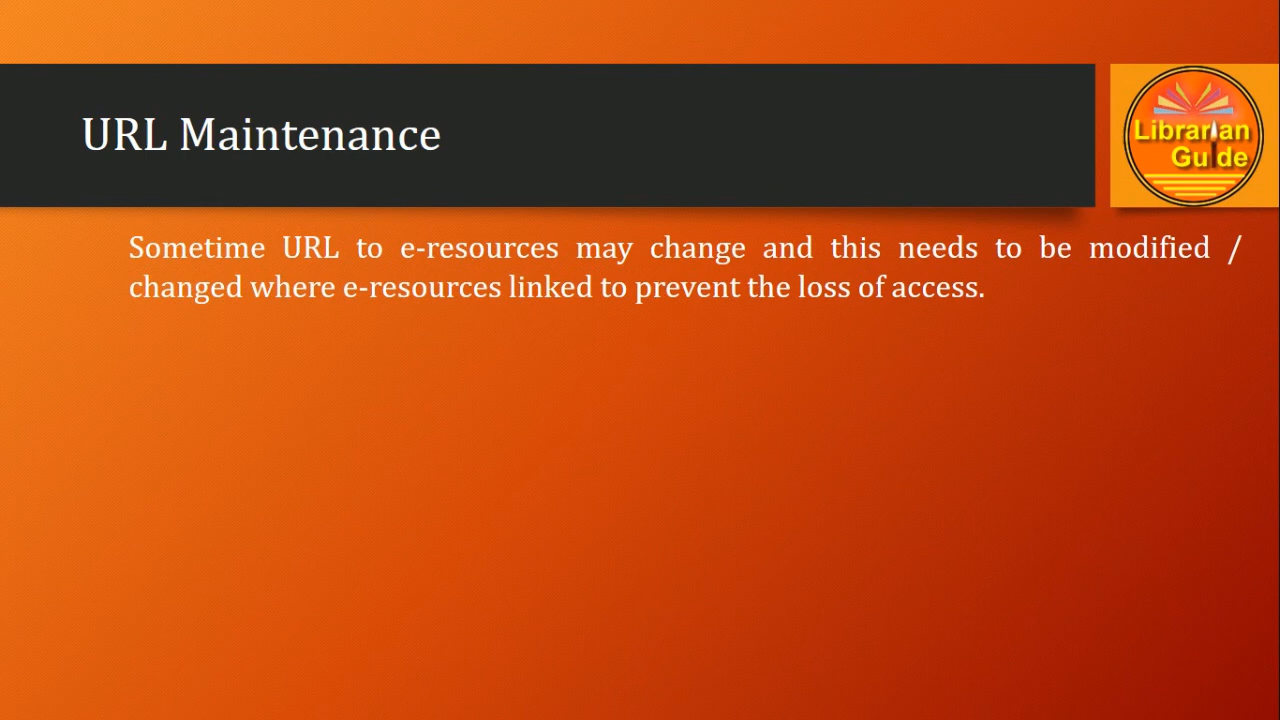 URL Maintenance
Librarian
Guide
Sometime URL to e-resources may change and this needs to be modified /
changed where e-resources linked to prevent the loss of access.